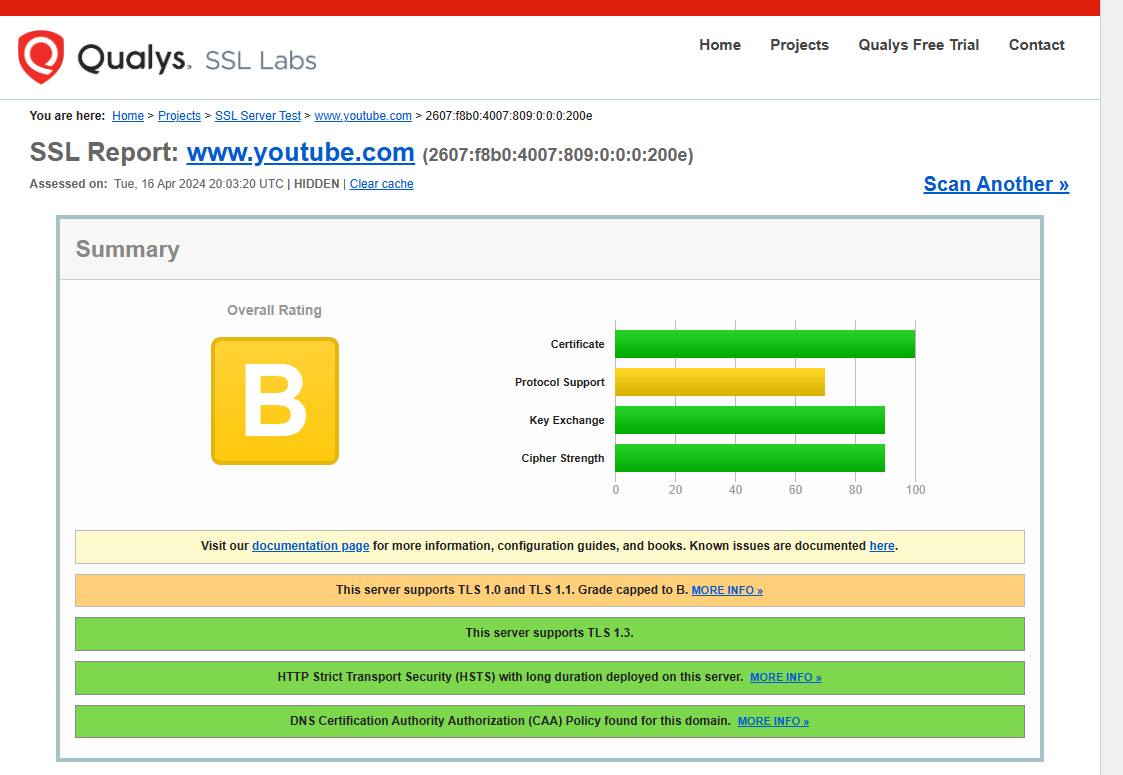 Qualys. SSL Labs
Home Projects Qualys Free Trial Contact
You are here: Home > Projects > SSL Server Test > www.youtube.com > 2607:f8b0:4007:809:0:0:0:200e
SSL Report: www.youtube.com (2607:f8b0:4007:809:0:0:0:200e)
Assessed on: Tue, 16 Apr 2024 20:03:20 UTC | HIDDEN | Clear cache
Scan Another »
Summary
Overall Rating
B
Certificate
Protocol Support
Key Exchange
Cipher Strength
0 20 40 60 80 100
Visit our documentation page for more information, configuration guides, and books. Known issues are documented here.
This server supports TLS 1.0 and TLS 1.1. Grade capped to B. MORE INFO »
This server supports TLS 1.3.
HTTP Strict Transport Security (HSTS) with long duration deployed on this server. MORE INFO »
DNS Certification Authority Authorization (CAA) Policy found for this domain. MORE INFO »